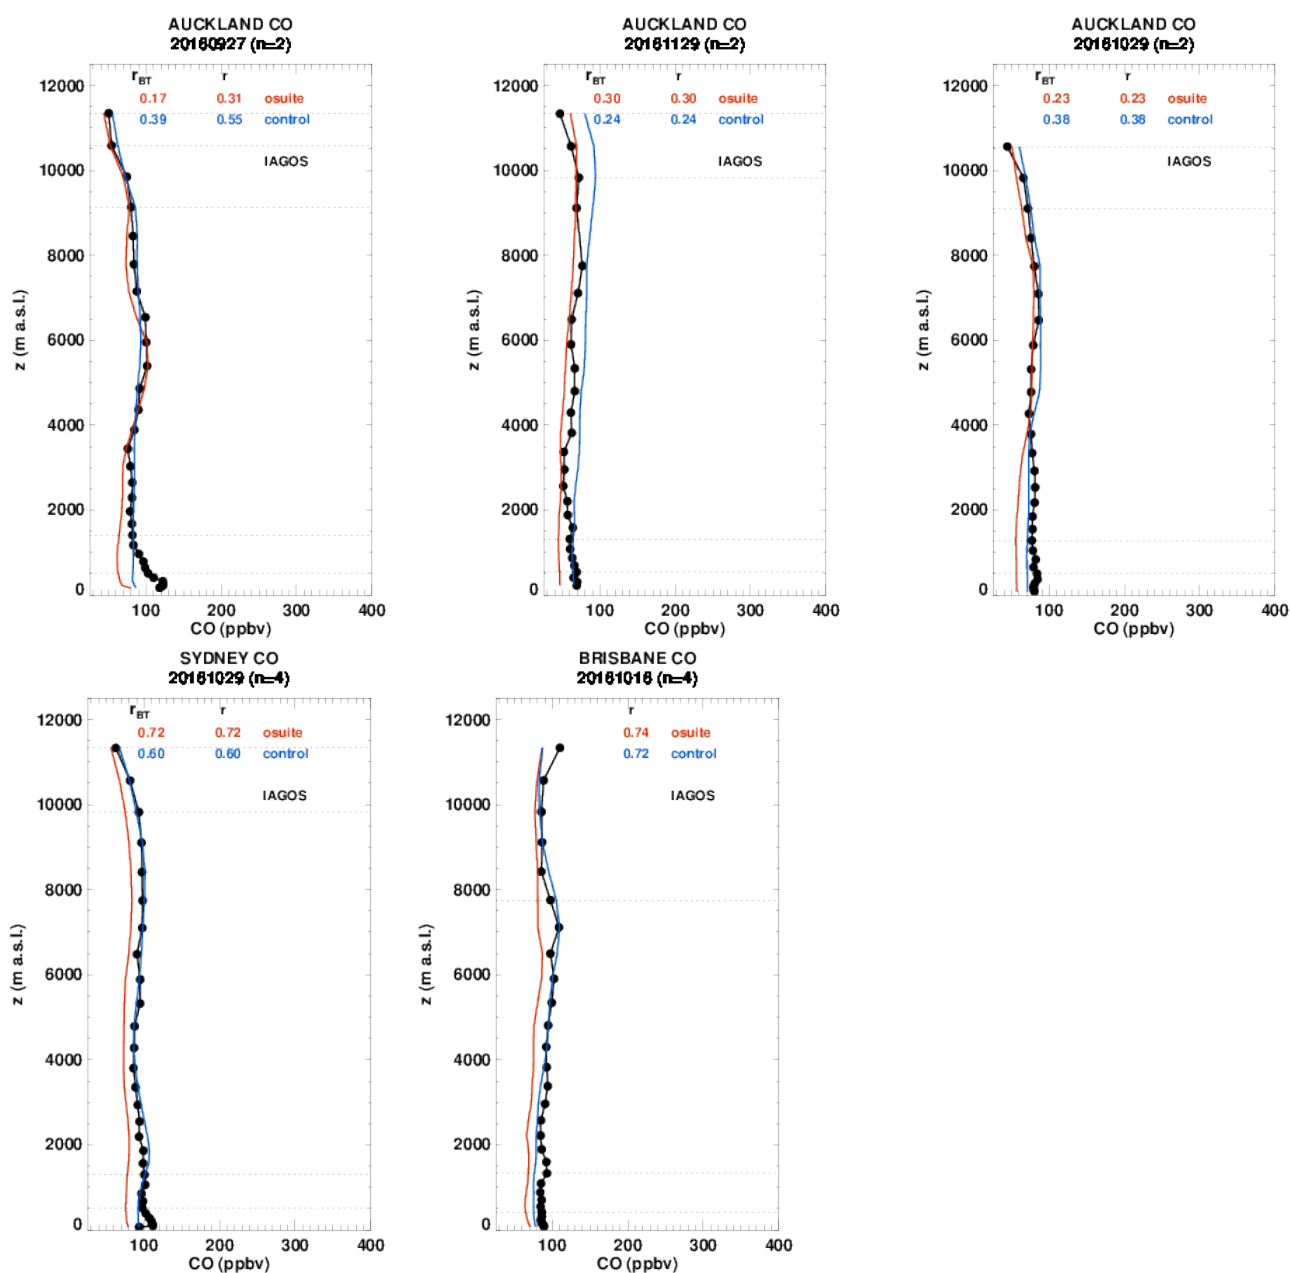 AUCKLAND CO
20160927 (n=2)
r_BT r
0.17 0.31 osuite
0.39 0.55 control
IAGOS
12000
10000
8000
6000
4000
2000
0
z (m a.s.l.)
100 200 300 400
CO (ppbv)
AUCKLAND CO
20161129 (n=2)
r_BT r
0.30 0.30 osuite
0.24 0.24 control
IAGOS
12000
10000
8000
6000
4000
2000
0
z (m a.s.l.)
100 200 300 400
CO (ppbv)
AUCKLAND CO
20161029 (n=2)
r_BT r
0.23 0.23 osuite
0.38 0.38 control
IAGOS
12000
10000
8000
6000
4000
2000
0
z (m a.s.l.)
100 200 300 400
CO (ppbv)
SYDNEY CO
20161029 (n=4)
r_BT r
0.72 0.72 osuite
0.60 0.60 control
IAGOS
12000
10000
8000
6000
4000
2000
0
z (m a.s.l.)
100 200 300 400
CO (ppbv)
BRISBANE CO
20161016 (n=4)
r
0.74 osuite
0.72 control
IAGOS
12000
10000
8000
6000
4000
2000
0
z (m a.s.l.)
100 200 300 400
CO (ppbv)